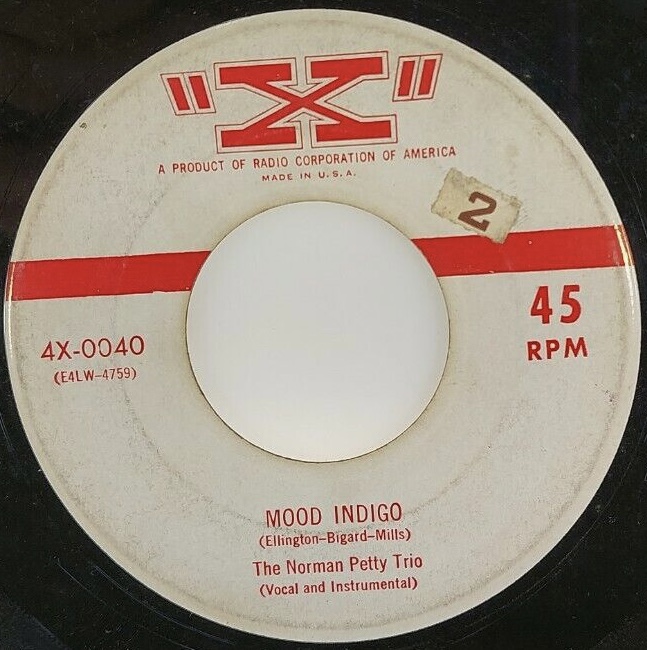 "X"
A PRODUCT OF RADIO CORPORATION OF AMERICA
MADE IN U.S.A.
2
45
RPM
4X-0040
(E4LW-4759)
MOOD INDIGO
(Ellington-Bigard-Mills)
The Norman Petty Trio
(Vocal and Instrumental)